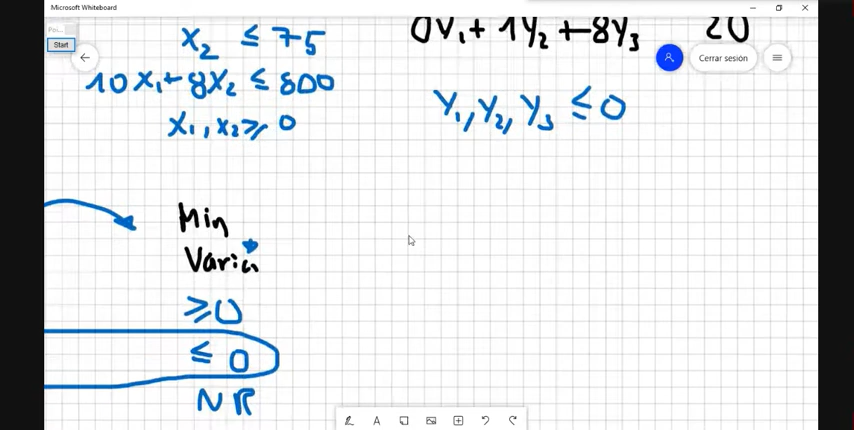 Microsoft Whiteboard
Start
x₂ ≤ 75
10x₁ + 8x₂ ≤ 800
x₁, x₂ ≥ 0
0y₁ + 1y₂ + 8y₃ 20
Cerrar sesión
y₁, y₂, y₃ ≤ 0
Min
Varia
≥ 0
≤ 0
NR